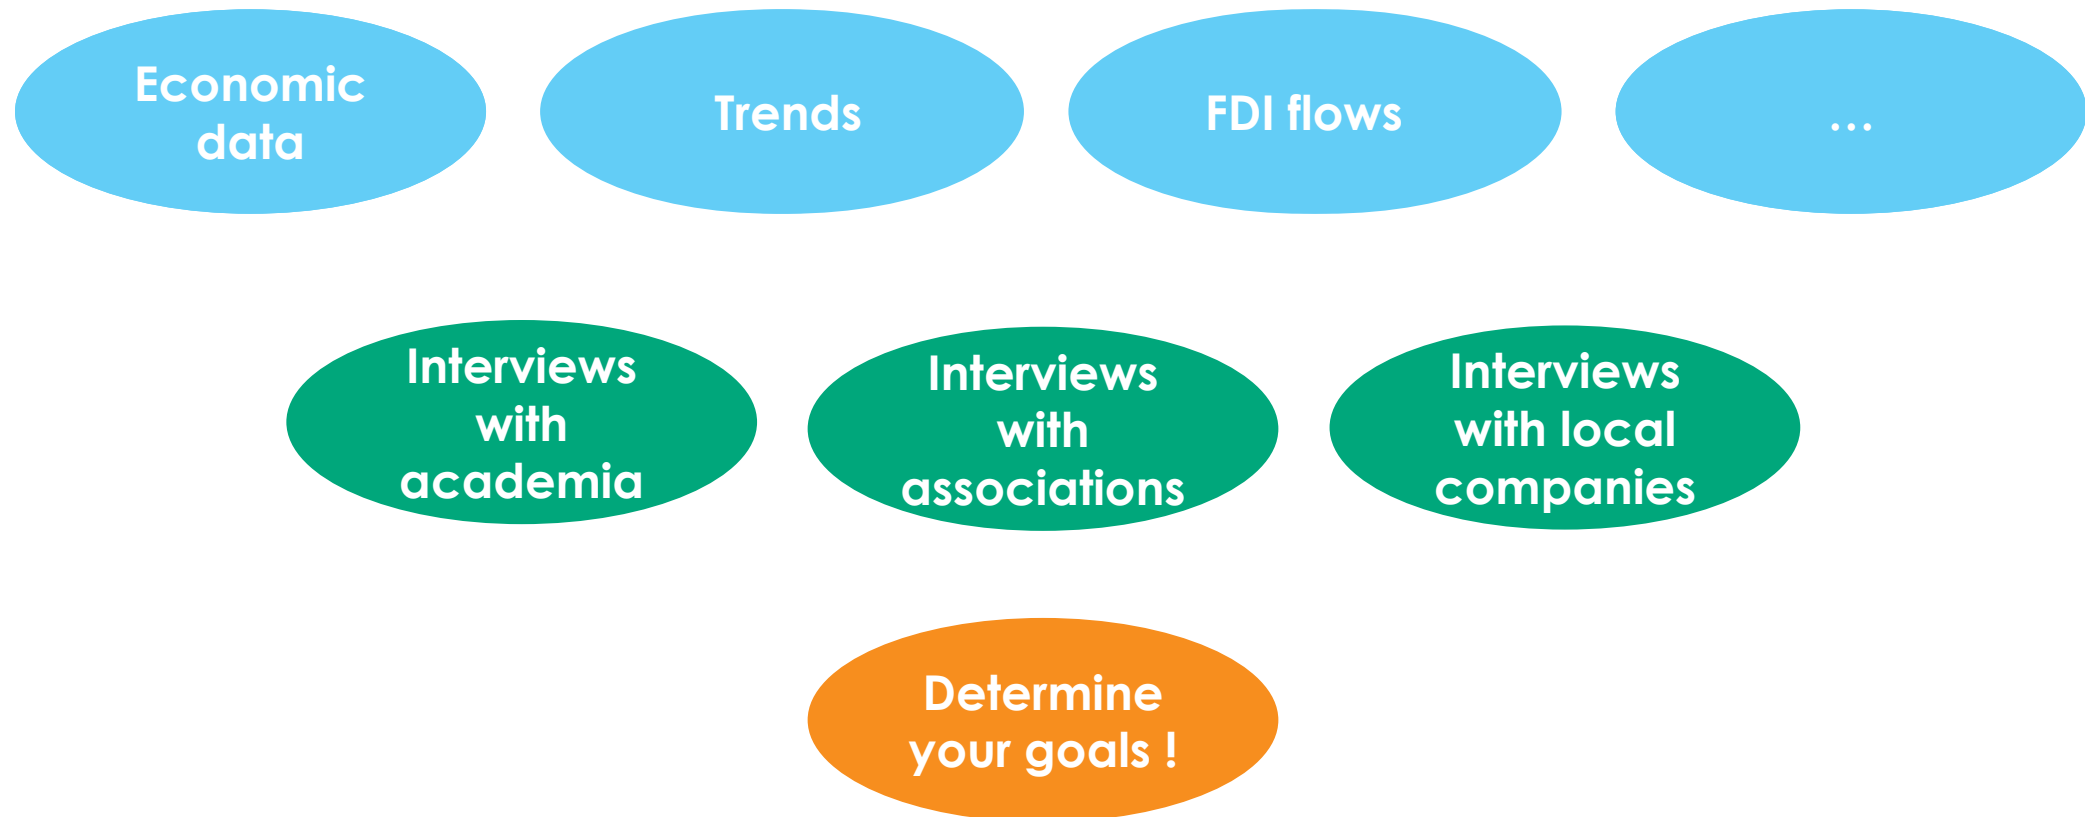 Economic
data
Trends
FDI flows
...
Interviews
with
academia
Interviews
with
associations
Interviews
with local
companies
Determine
your goals !